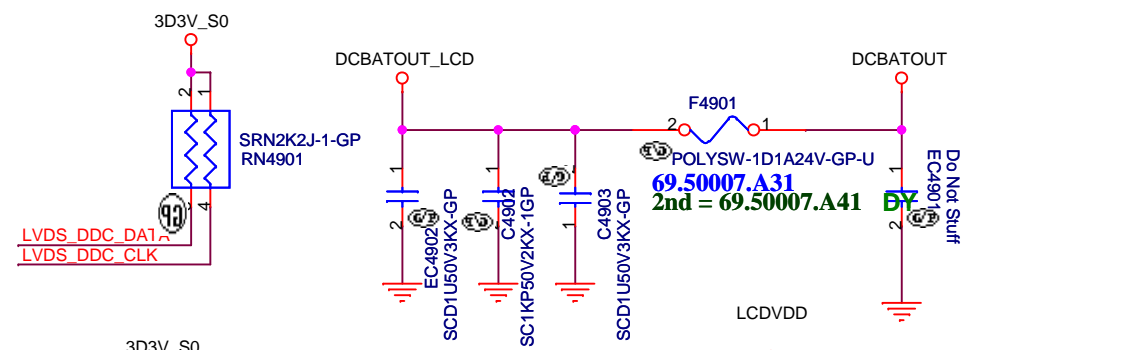 3D3V_S0
2
1
SRN2K2J-1-GP
RN4901
4
LVDS_DDC_DATA
LVDS_DDC_CLK
3D3V_S0
DCBATOUT_LCD
1
2
EC4902
SCD1U50V3KX-GP
1
C4902
SC1KP50V2KX-1GP
1
C4903
SCD1U50V3KX-GP
F4901
2
1
POLYSW-1D1A24V-GP-U
69.50007.A31
2nd = 69.50007.A41
DCBATOUT
1
2
DY
EC4901
Do Not Stuff
LCDVDD